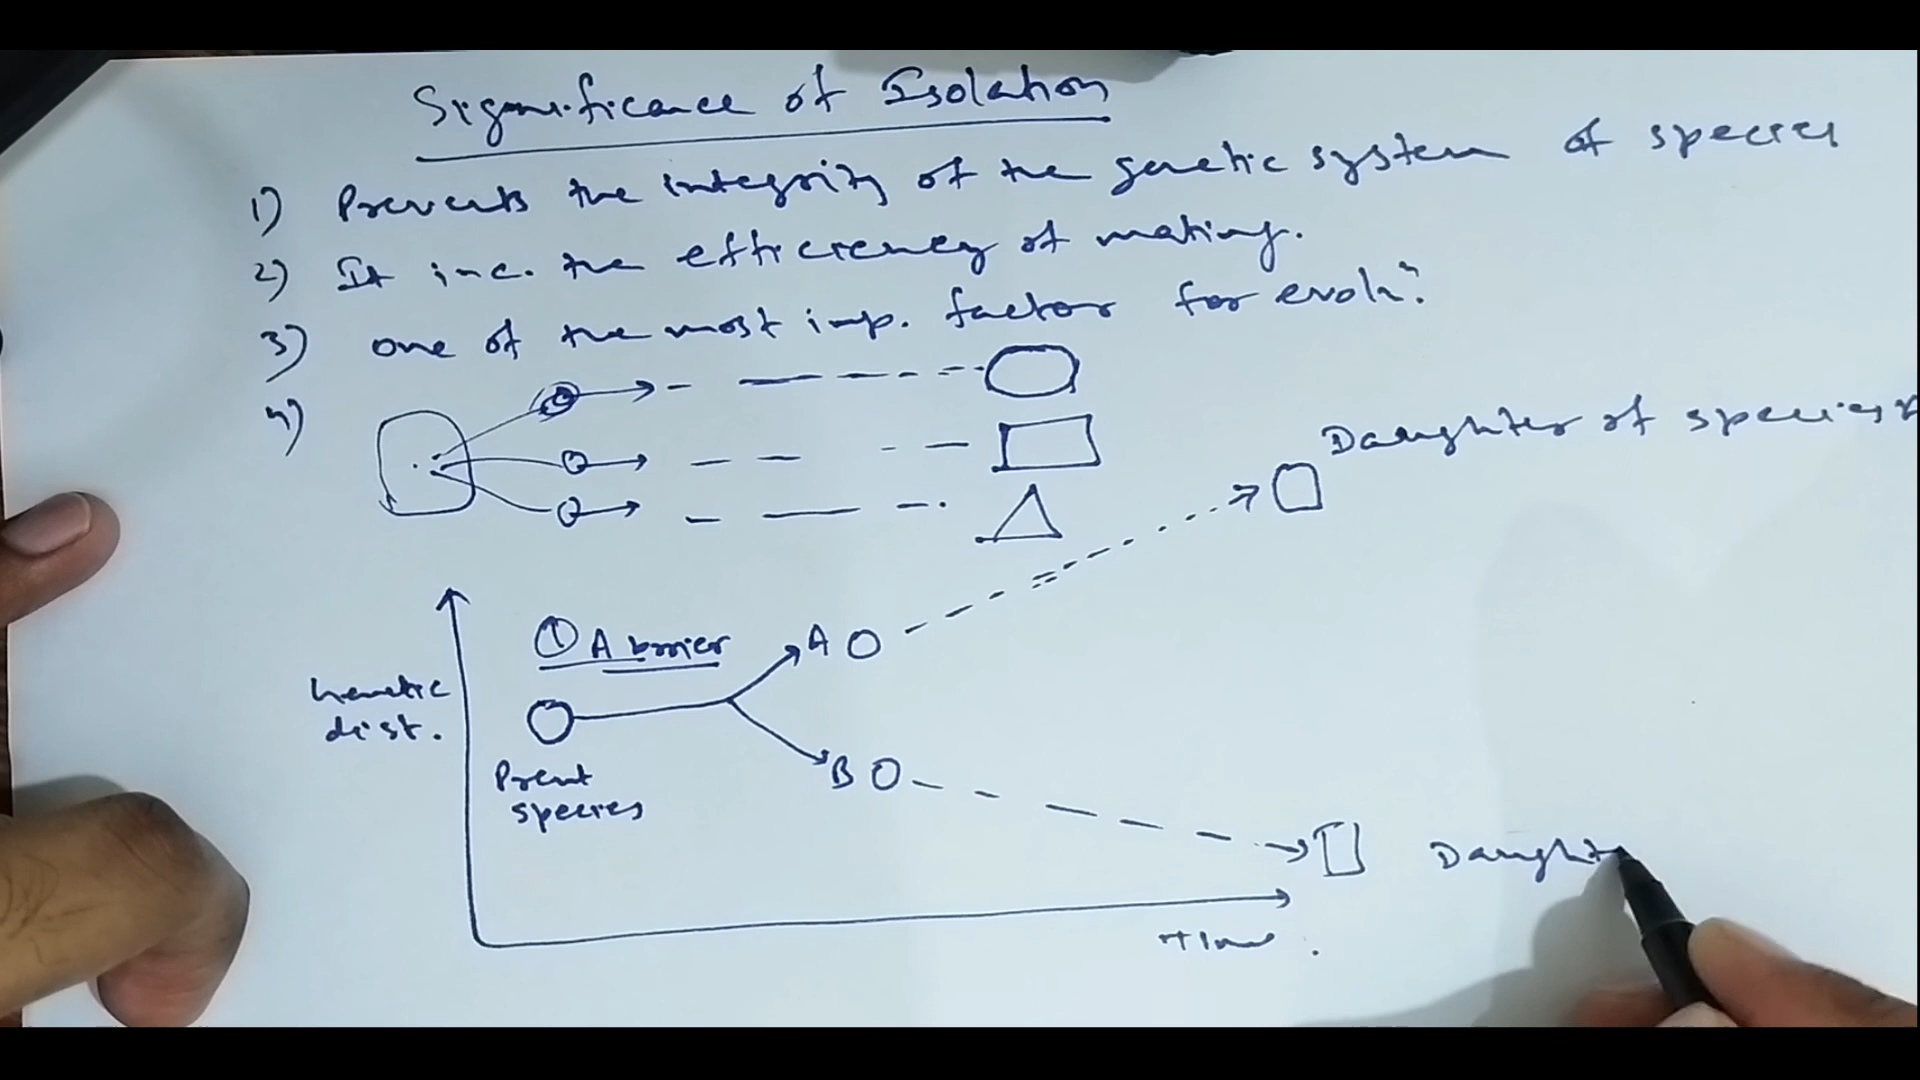 Significance of Isolation
1) Prevents the integrity of the genetic system of species
2) It inc. the efficiency of mating.
3) one of the most imp. factor for evolⁿ.
4)
Daughter of species
① A barrier
A
Genetic
dist.
B
Parent
species
Daught
Time.